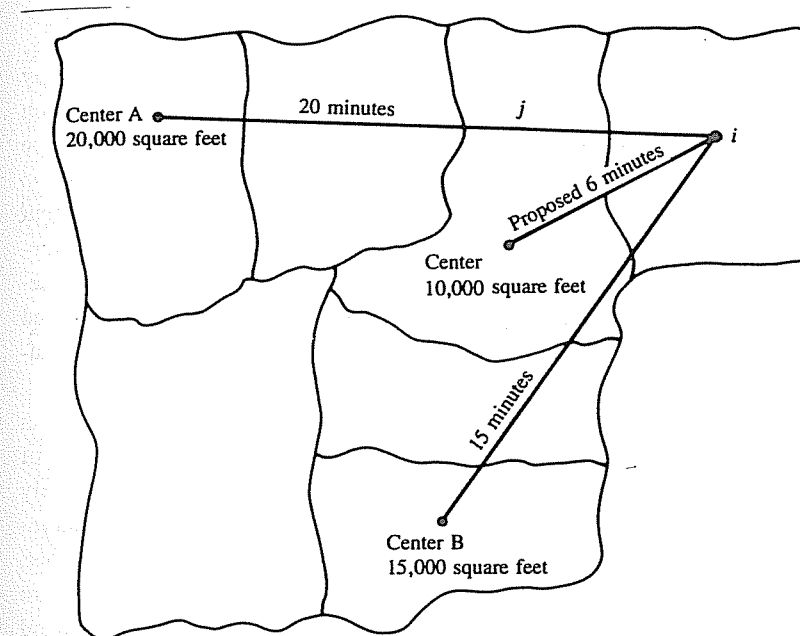 Center A
20,000 square feet
20 minutes
j
i
Proposed 6 minutes
Center
10,000 square feet
15 minutes
Center B
15,000 square feet